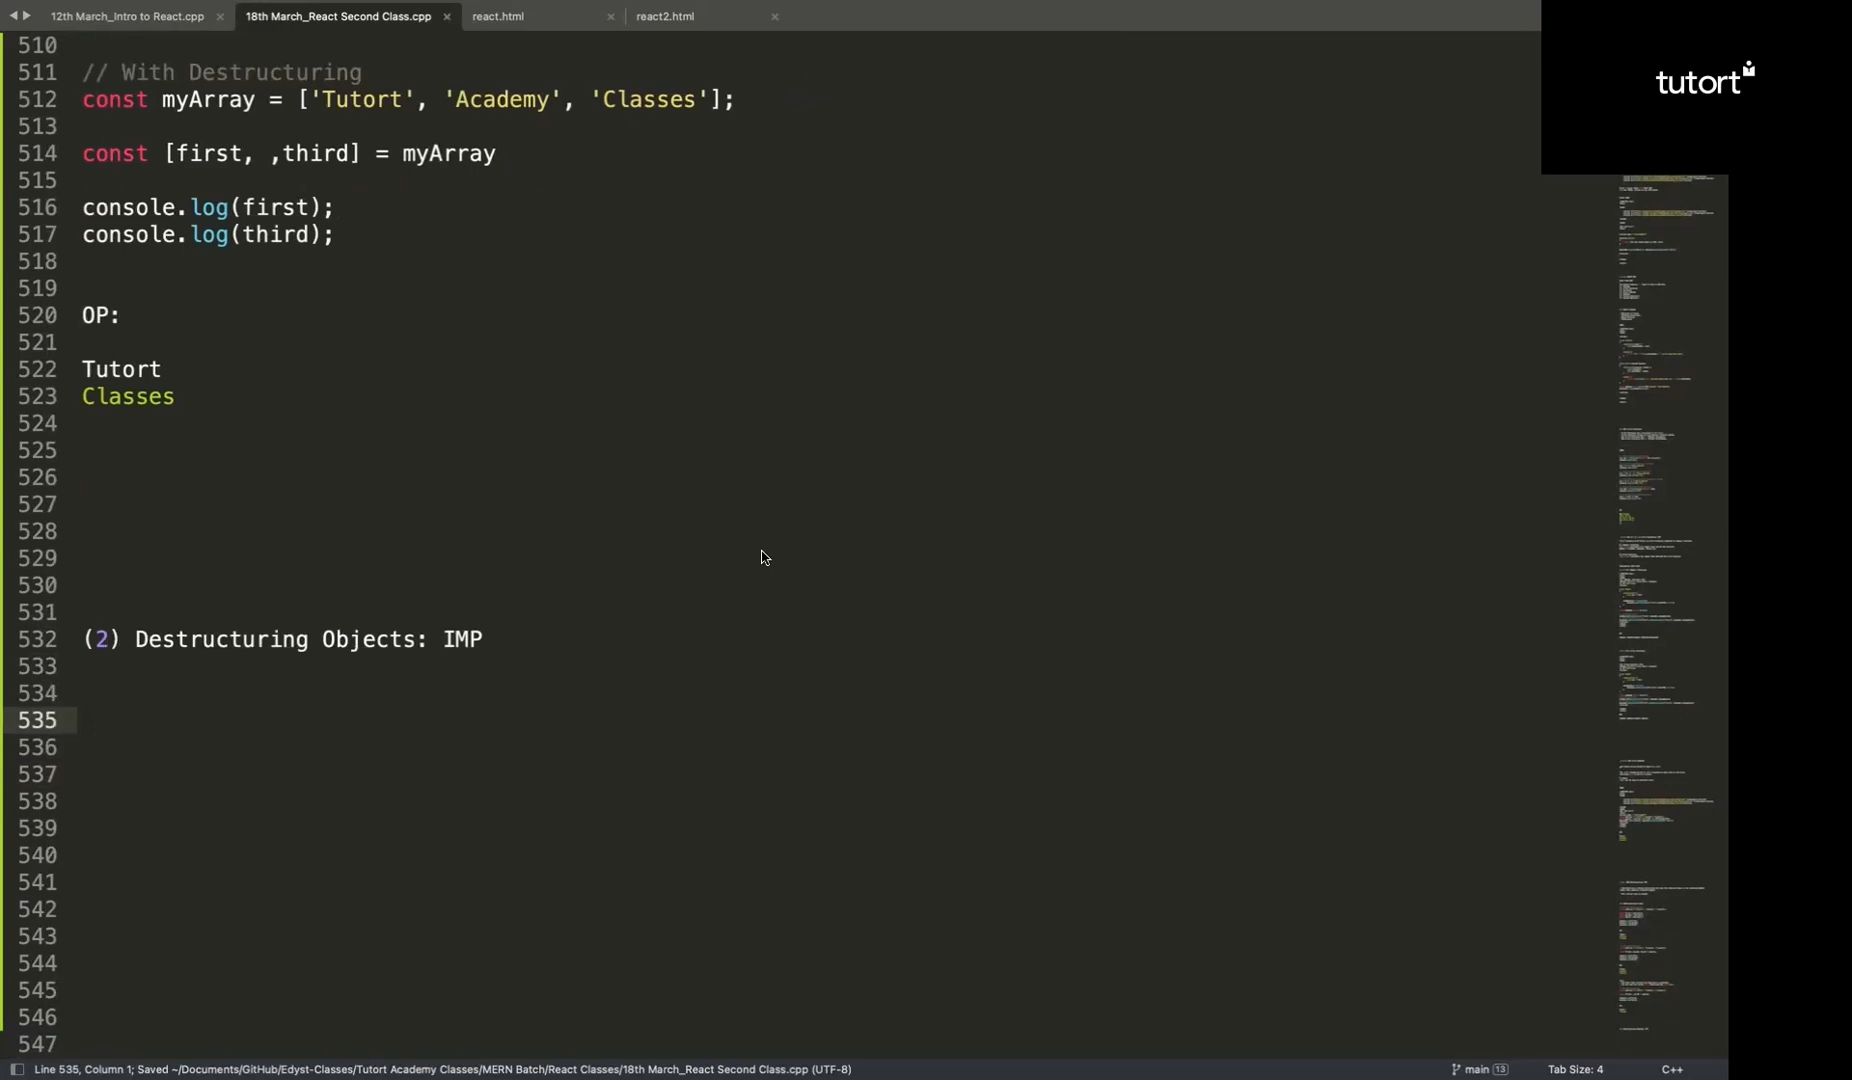 12th March_Intro to React.cpp
18th March_React Second Class.cpp
react.html
react2.html
tutort
510
511 // With Destructuring
512 const myArray = ['Tutort', 'Academy', 'Classes'];
513
514 const [first, ,third] = myArray
515
516 console.log(first);
517 console.log(third);
518
519
520 OP:
521
522 Tutort
523 Classes
524
525
526
527
528
529
530
531
532 (2) Destructuring Objects: IMP
533
534
535
536
537
538
539
540
541
542
543
544
545
546
547
Line 535, Column 1; Saved ~/Documents/GitHub/Edyst-Classes/Tutort Academy Classes/MERN Batch/React Classes/18th March_React Second Class.cpp (UTF-8)
main 13
Tab Size: 4
C++